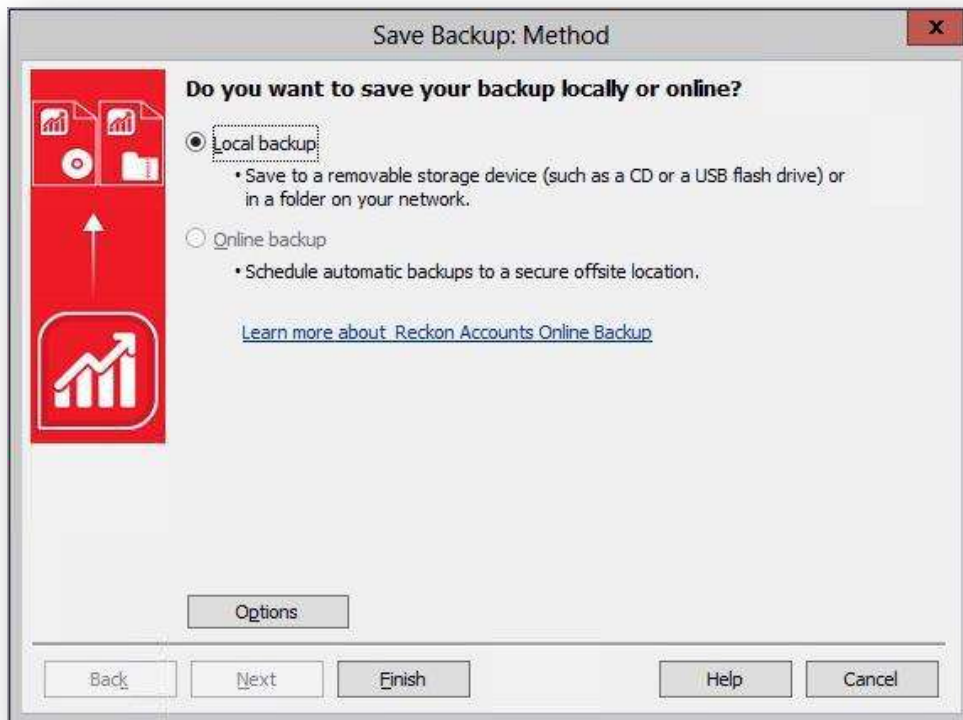 Save Backup: Method
X
Do you want to save your backup locally or online?
Local backup
• Save to a removable storage device (such as a CD or a USB flash drive) or
in a folder on your network.
Online backup
• Schedule automatic backups to a secure offsite location.
Learn more about Reckon Accounts Online Backup
Options
Back
Next
Finish
Help
Cancel